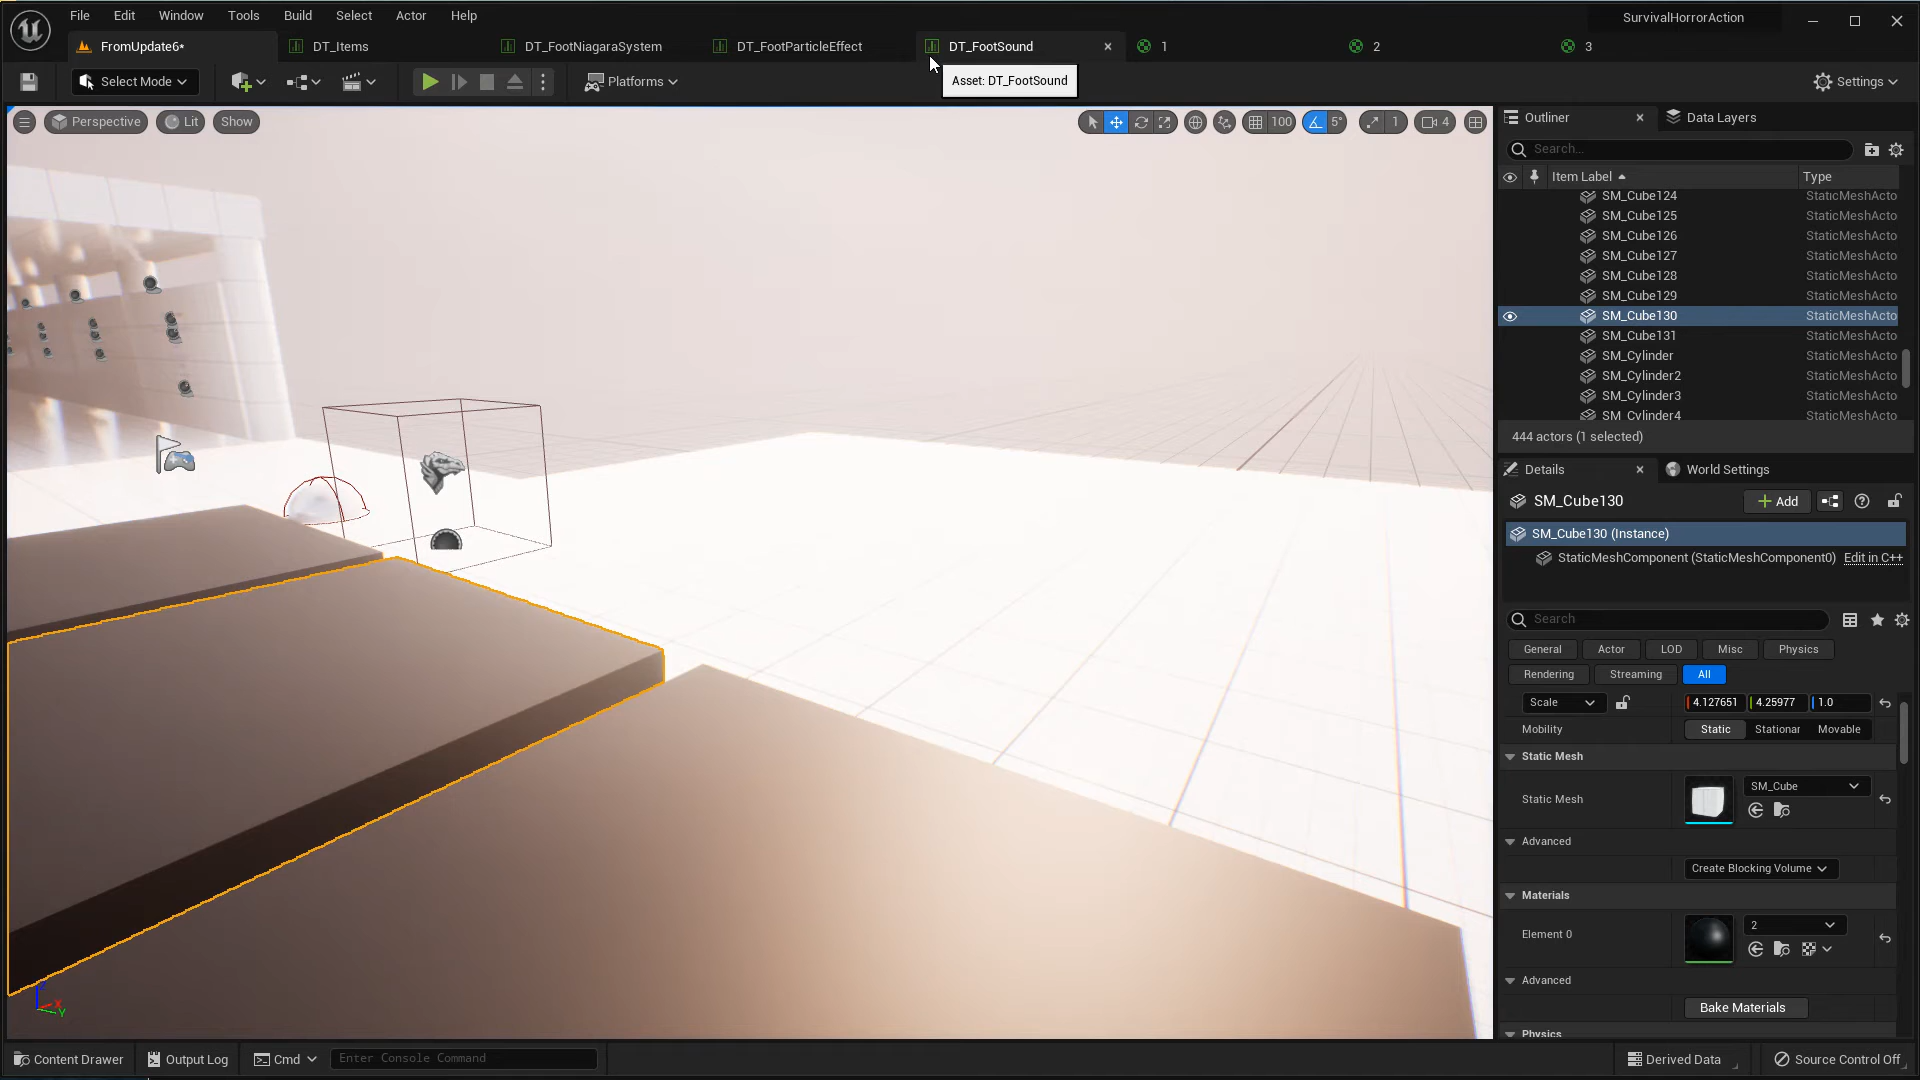 File Edit Window Tools Build Select Actor Help
SurvivalHorrorAction
FromUpdate6* DT_Items DT_FootNiagaraSystem DT_FootParticleEffect DT_FootSound 1 2 3
Select Mode Platforms Settings
Asset: DT_FootSound
Perspective Lit Show 100 5° 1 4
Outliner Data Layers
Search...
Item Label Type
SM_Cube124 StaticMeshActo
SM_Cube125 StaticMeshActo
SM_Cube126 StaticMeshActo
SM_Cube127 StaticMeshActo
SM_Cube128 StaticMeshActo
SM_Cube129 StaticMeshActo
SM_Cube130 StaticMeshActo
SM_Cube131 StaticMeshActo
SM_Cylinder StaticMeshActo
SM_Cylinder2 StaticMeshActo
SM_Cylinder3 StaticMeshActo
SM_Cylinder4 StaticMeshActo
444 actors (1 selected)
Details World Settings
SM_Cube130 Add
SM_Cube130 (Instance)
StaticMeshComponent (StaticMeshComponent0) Edit in C++
Search
General Actor LOD Misc Physics
Rendering Streaming All
Scale 4.127651 4.25977 1.0
Mobility Static Stationar Movable
Static Mesh
Static Mesh SM_Cube
Advanced
Create Blocking Volume
Materials
Element 0 2
Advanced
Bake Materials
Physics
X Y
Content Drawer Output Log Cmd Enter Console Command Derived Data Source Control Off